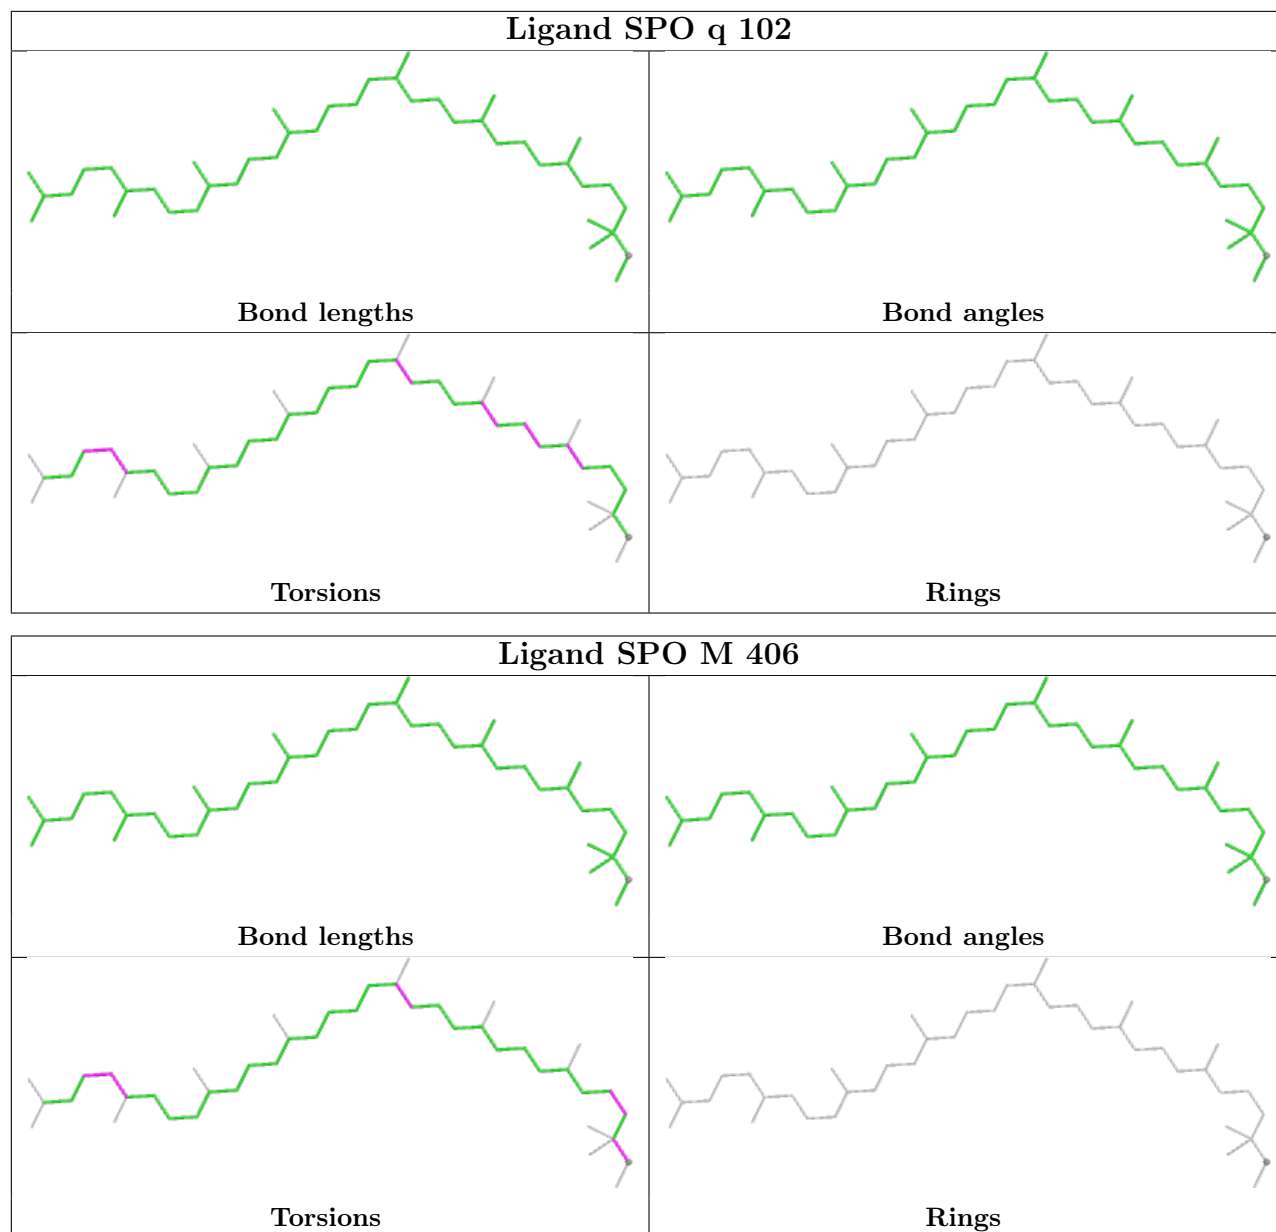 Ligand SPO q 102
Bond lengths
Bond angles
Torsions
Rings
Ligand SPO M 406
Bond lengths
Bond angles
Torsions
Rings